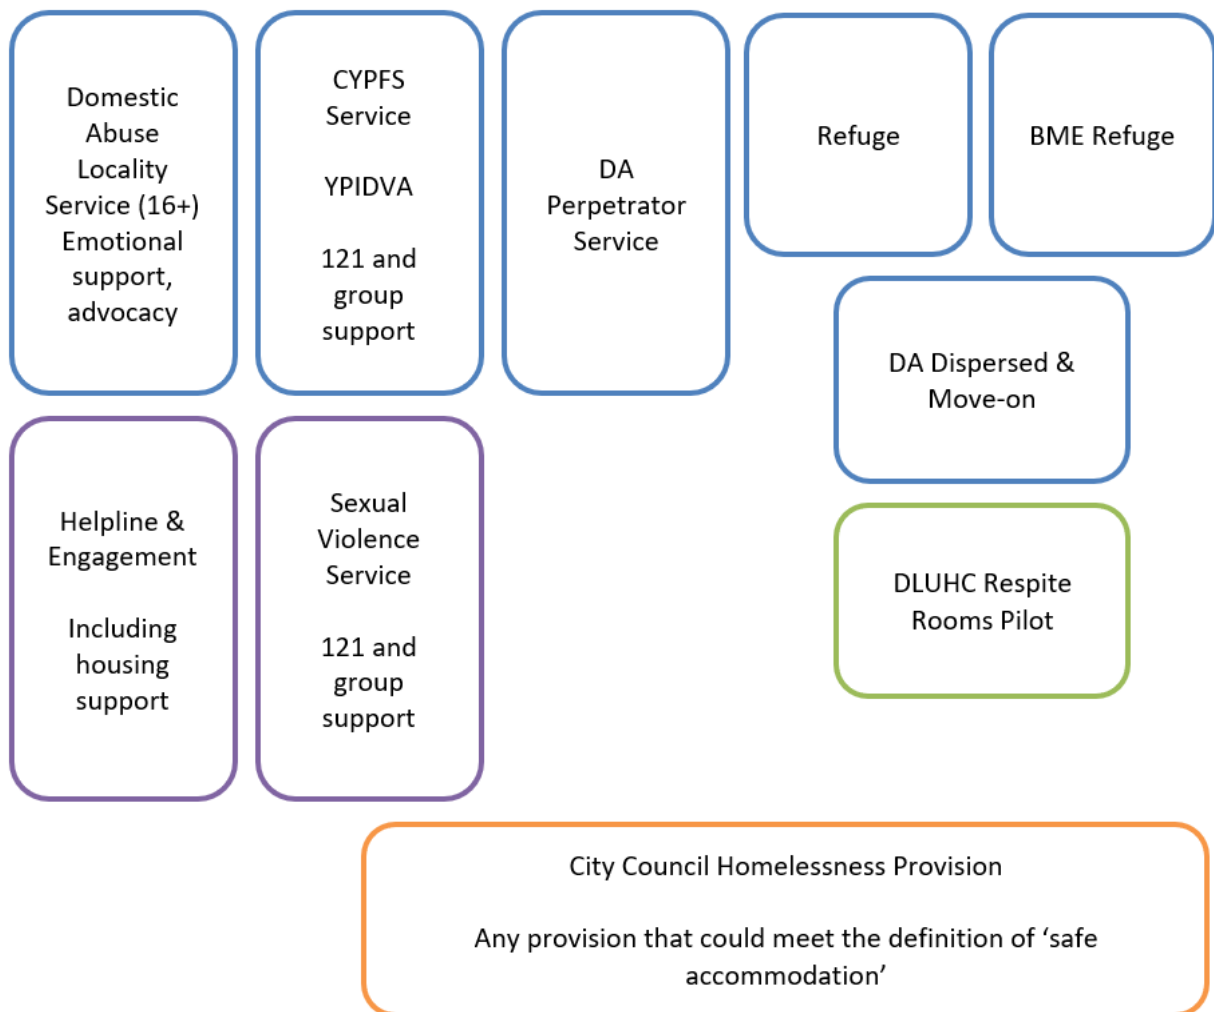 Domestic
Abuse
Locality
Service (16+)
Emotional
support,
advocacy
CYPFS
Service
YPIDVA
121 and
group
support
DA
Perpetrator
Service
Refuge
BME Refuge
DA Dispersed &
Move-on
Helpline &
Engagement
Including
housing
support
Sexual
Violence
Service
121 and
group
support
DLUHC Respite
Rooms Pilot
City Council Homelessness Provision
Any provision that could meet the definition of ‘safe
accommodation’